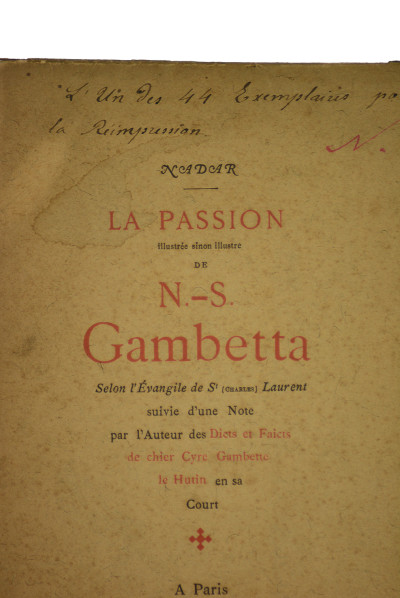 L'Un des 44 Exemplaires po
la Réimpression
N.
NADAR
LA PASSION
illustrée sinon illustre
DE
N.-S.
Gambetta
Selon l'Évangile de St (CHARLES) Laurent
suivie d'une Note
par l'Auteur des Dicts et Faicts
de chier Cyre Gambette
le Hutin en sa
Court
A Paris